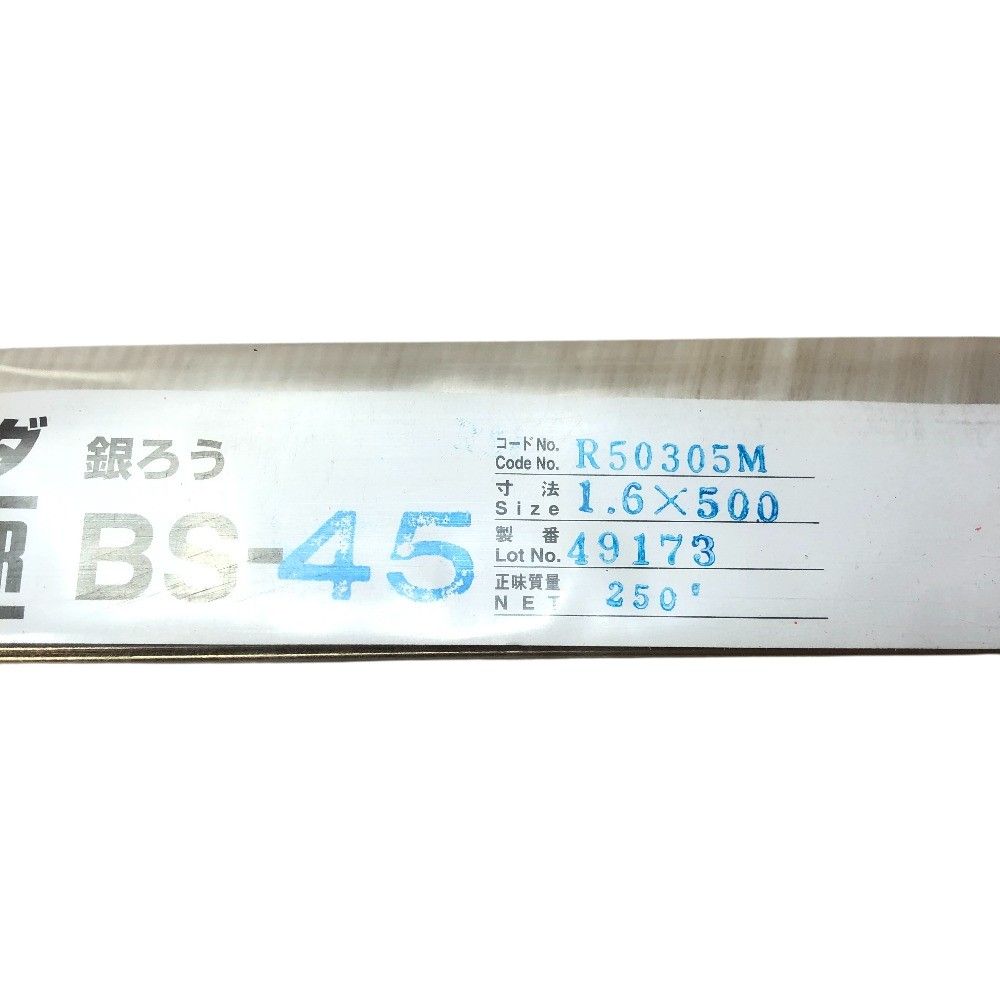 ダ
銀ろう
BS-45
コードNo.
Code No. R50305M
寸法
Size 1.6×500
製番
Lot No. 49173
正味質量
NET 250